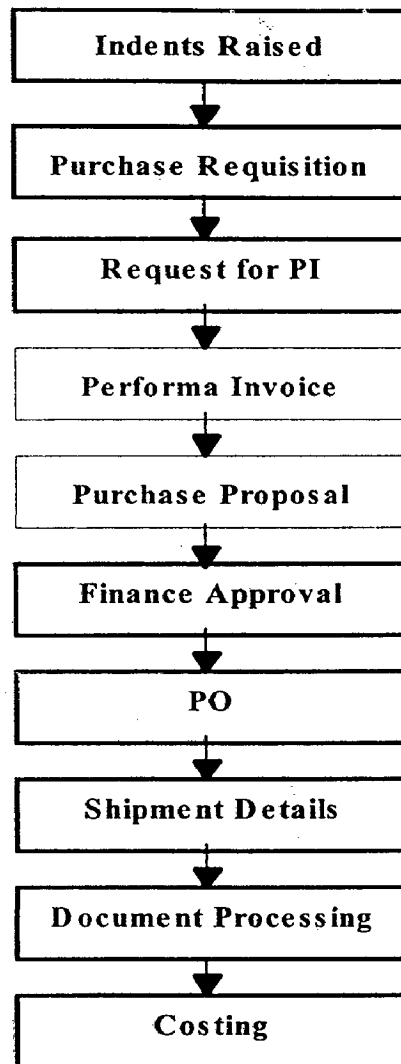 Indents Raised
Purchase Requisition
Request for PI
Performa Invoice
Purchase Proposal
Finance Approval
PO
Shipment Details
Document Processing
Costing